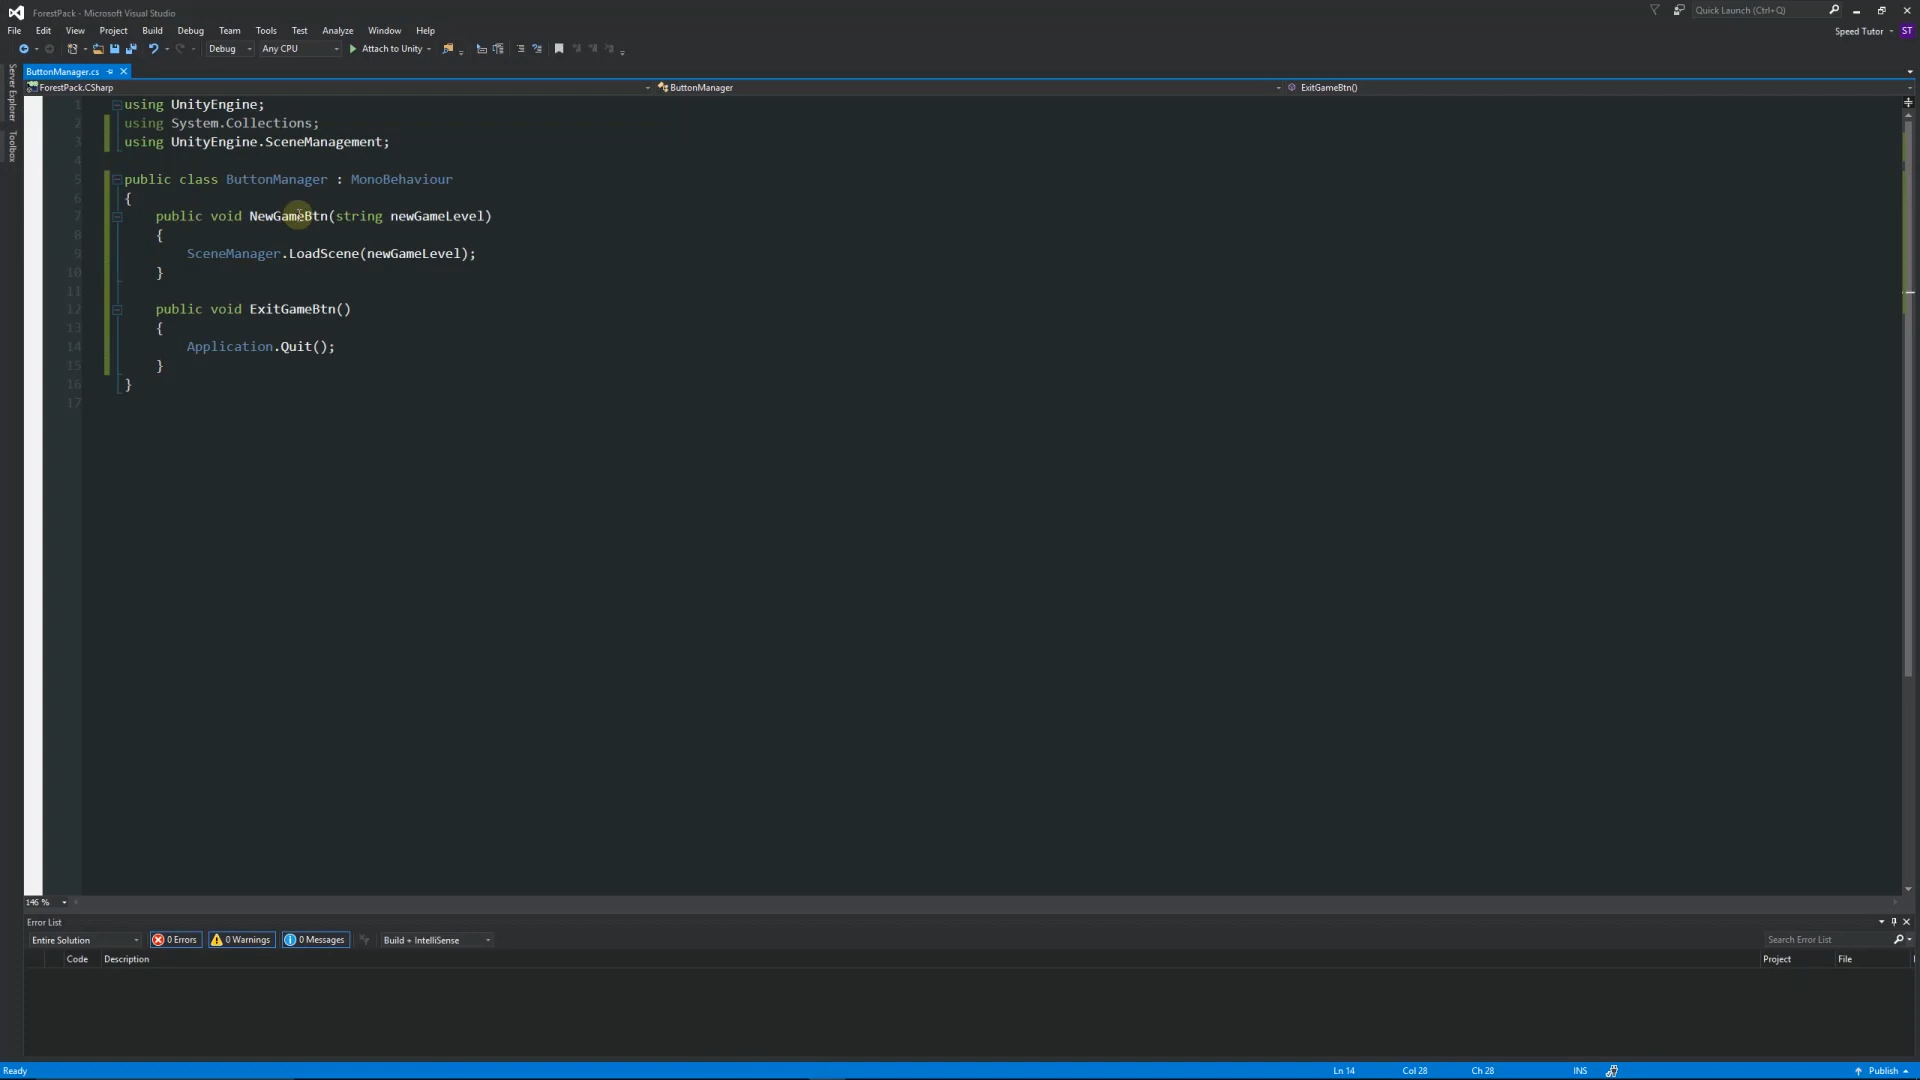 ForestPack - Microsoft Visual Studio
Quick Launch (Ctrl+Q)
File Edit View Project Build Debug Team Tools Test Analyze Window Help
Speed Tutor ST
Debug Any CPU Attach to Unity
Server Explorer
Toolbox
ButtonManager.cs
ForestPack.CSharp ButtonManager ExitGameBtn()
1 using UnityEngine;
2 using System.Collections;
3 using UnityEngine.SceneManagement;
4
5 public class ButtonManager : MonoBehaviour
6 {
7 public void NewGameBtn(string newGameLevel)
8 {
9 SceneManager.LoadScene(newGameLevel);
10 }
11
12 public void ExitGameBtn()
13 {
14 Application.Quit();
15 }
16 }
17
146 %
Error List
Entire Solution 0 Errors 0 Warnings 0 Messages Build + IntelliSense Search Error List
Code Description Project File
Ready Ln 14 Col 28 Ch 28 INS Publish